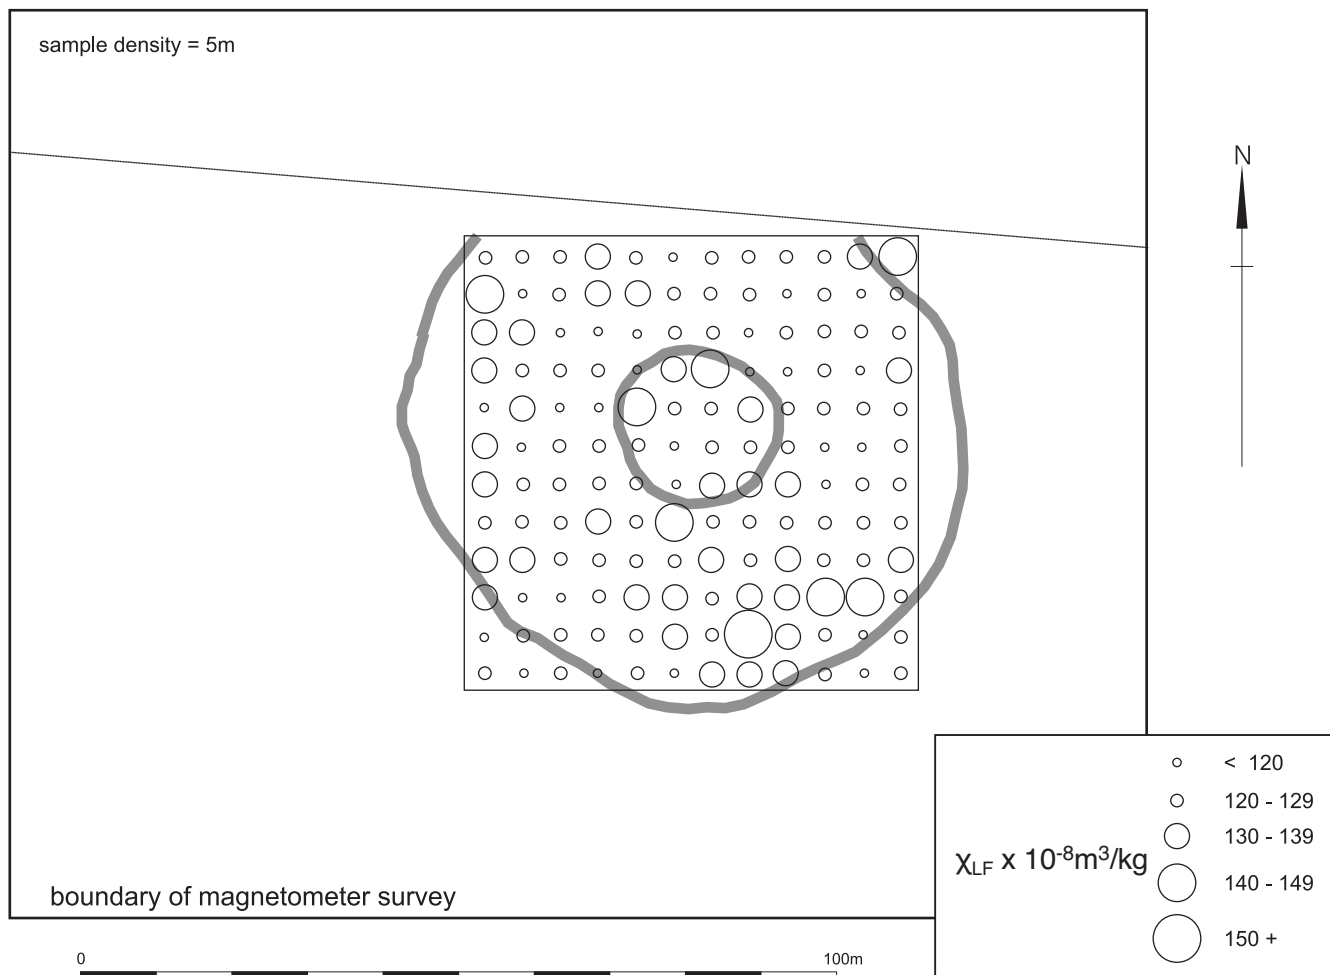 sample density = 5m
N
< 120
120 - 129
130 - 139
χLF x 10-8m3/kg
140 - 149
150 +
boundary of magnetometer survey
0 100m